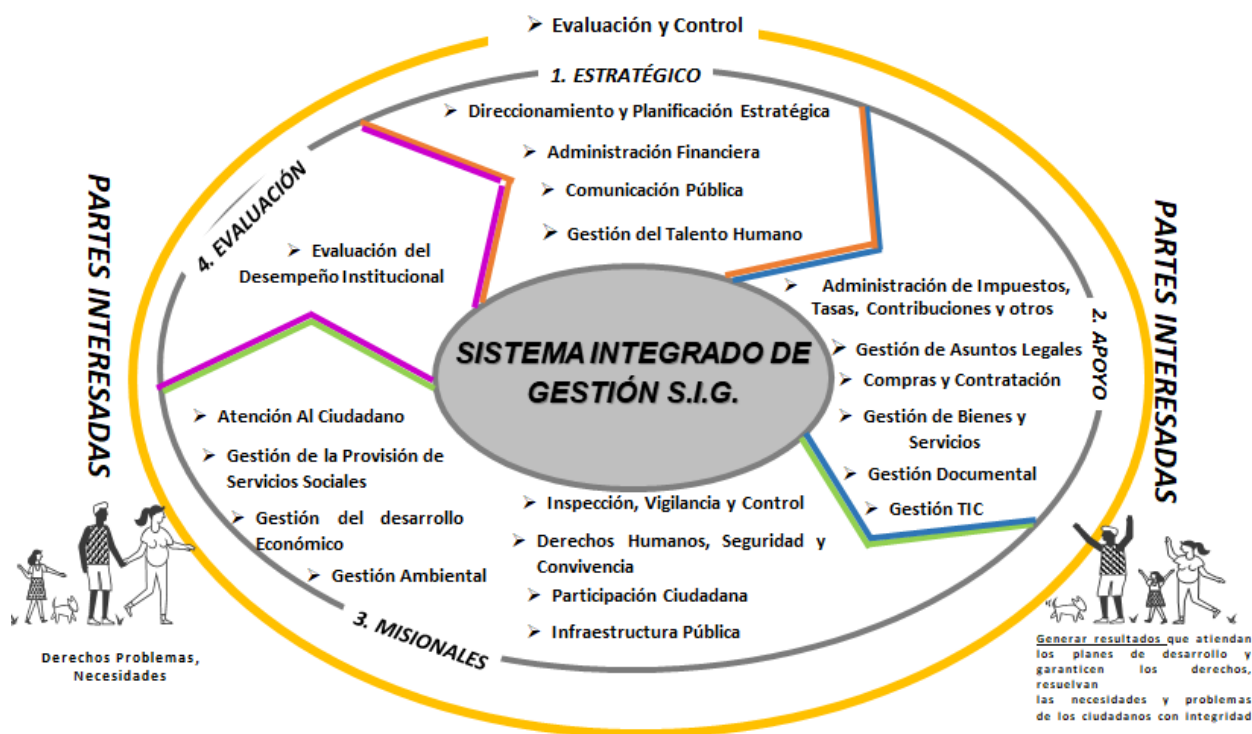 ➢ Evaluación y Control
1. ESTRATÉGICO
➢ Direccionamiento y Planificación Estratégica
➢ Administración Financiera
➢ Comunicación Pública
➢ Gestión del Talento Humano
4. EVALUACIÓN
➢ Evaluación del
Desempeño Institucional
PARTES INTERESADAS
SISTEMA INTEGRADO DE
GESTIÓN S.I.G.
➢ Administración de Impuestos,
Tasas, Contribuciones y otros
➢ Gestión de Asuntos Legales
➢ Compras y Contratación
➢ Gestión de Bienes y
Servicios
➢ Gestión Documental
➢ Gestión TIC
2. APOYO
PARTES INTERESADAS
➢ Atención Al Ciudadano
➢ Gestión de la Provisión de
Servicios Sociales
➢ Gestión del desarrollo
Económico
➢ Gestión Ambiental
➢ Inspección, Vigilancia y Control
➢ Derechos Humanos, Seguridad y
Convivencia
➢ Participación Ciudadana
➢ Infraestructura Pública
3. MISIONALES
Derechos Problemas,
Necesidades
Generar resultados que atiendan
los planes de desarrollo y
garanticen los derechos,
resuelvan
las necesidades y problemas
de los ciudadanos con integridad